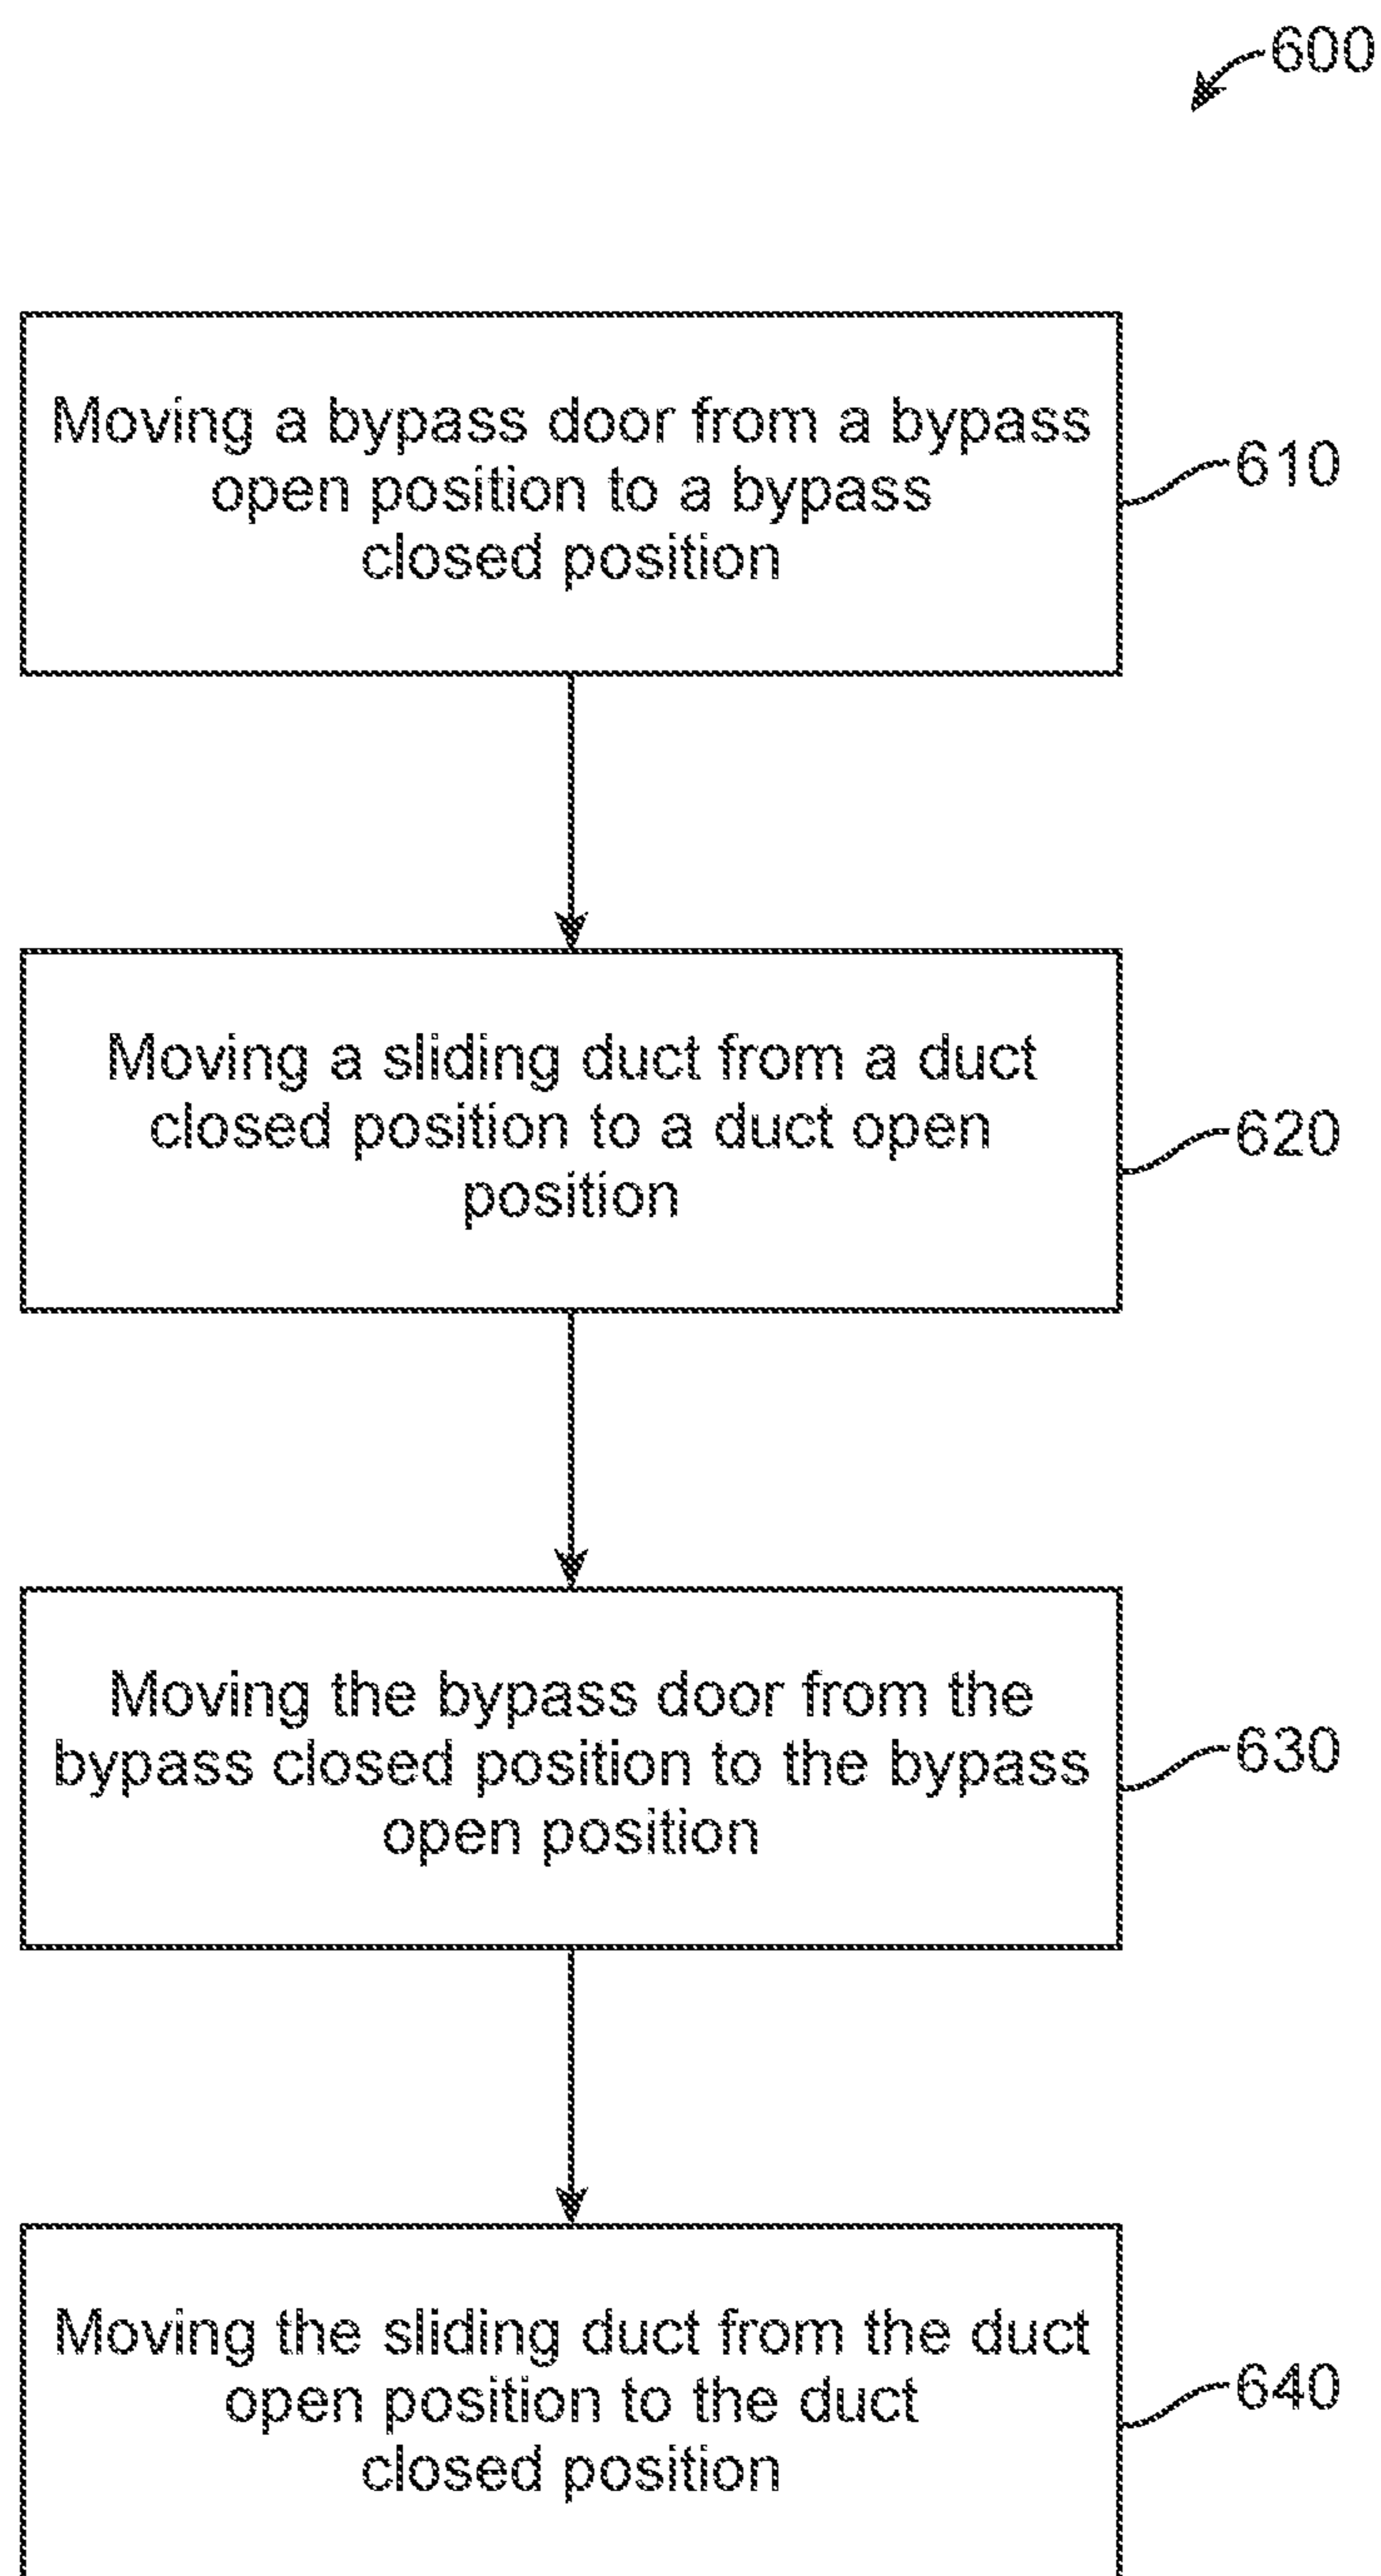 600
Moving a bypass door from a bypass
open position to a bypass
closed position
610
Moving a sliding duct from a duct
closed position to a duct open
position
620
Moving the bypass door from the
bypass closed position to the bypass
open position
630
Moving the sliding duct from the duct
open position to the duct
closed position
640